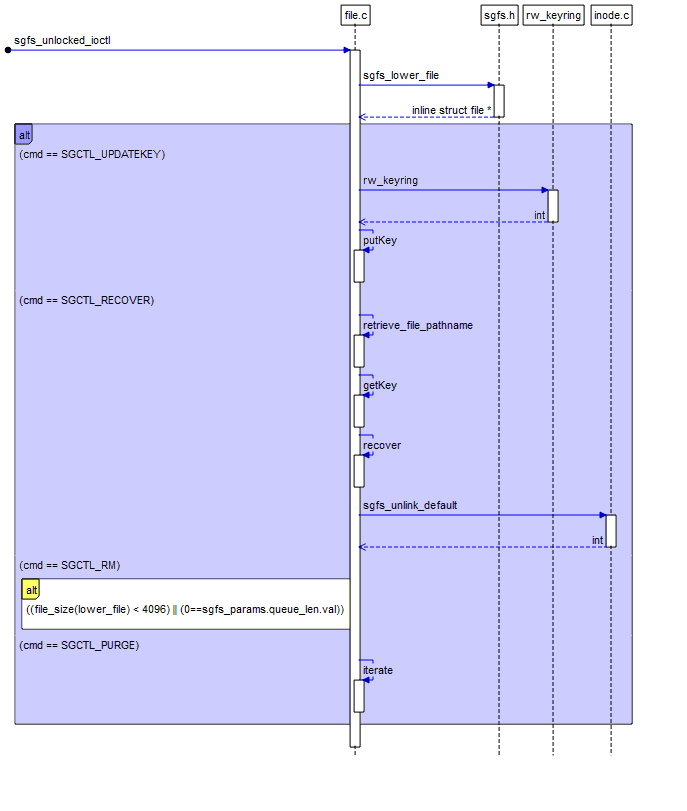 file.c
sgfs.h
rw_keyring
inode.c
sgfs_unlocked_ioctl
sgfs_lower_file
inline struct file *
alt
(cmd == SGCTL_UPDATEKEY)
rw_keyring
int
putKey
(cmd == SGCTL_RECOVER)
retrieve_file_pathname
getKey
recover
sgfs_unlink_default
int
(cmd == SGCTL_RM)
alt
((file_size(lower_file) < 4096) || (0==sgfs_params.queue_len.val))
(cmd == SGCTL_PURGE)
iterate